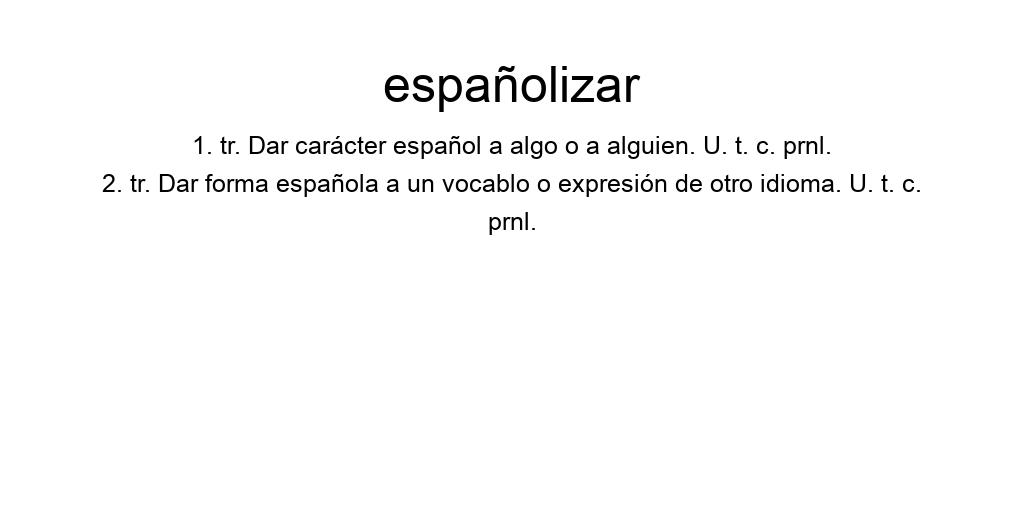 españolizar
1. tr. Dar carácter español a algo o a alguien. U. t. c. prnl.
2. tr. Dar forma española a un vocablo o expresión de otro idioma. U. t. c.
prnl.